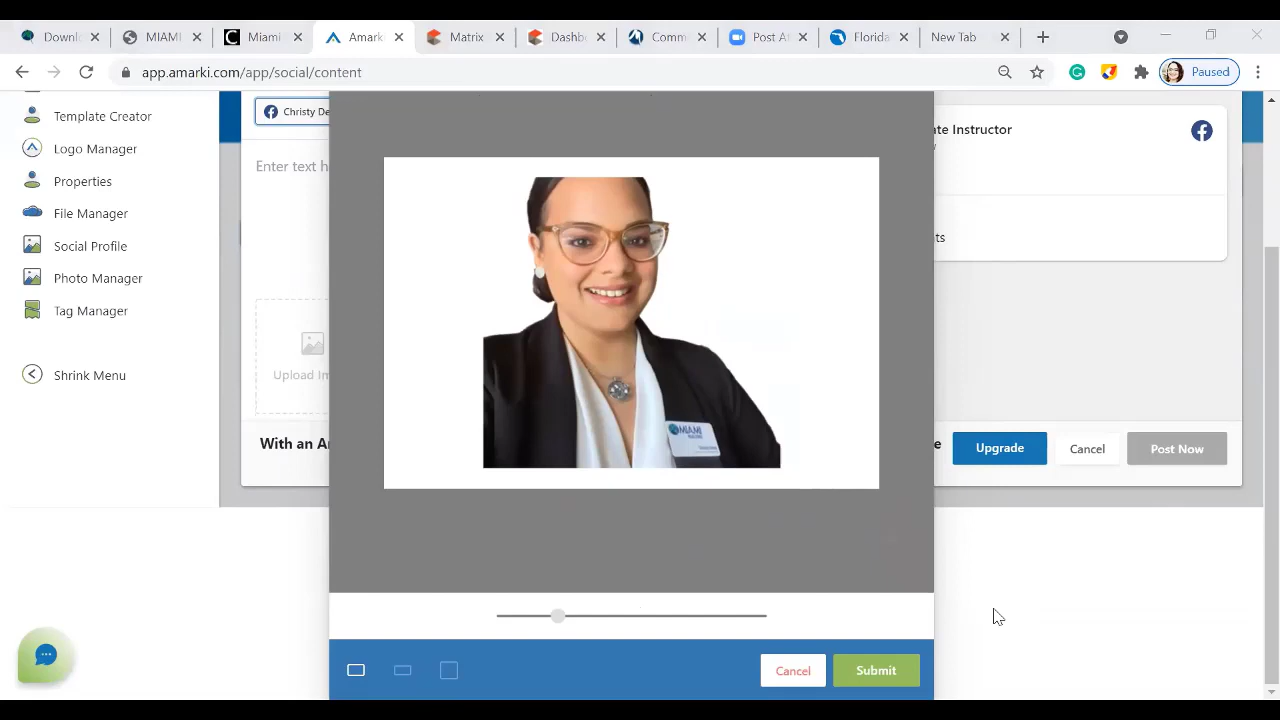 Downl
MIAMI
Miami
Amark
Matrix
Dashb
Comm
Post At
Florida
New Tab
app.amarki.com/app/social/content
Paused
Template Creator
Logo Manager
Properties
File Manager
Social Profile
Photo Manager
Tag Manager
Shrink Menu
Christy De
Enter text h
Upload Im
With an A
MIAMI
ate Instructor
ts
e
Upgrade
Cancel
Post Now
Cancel
Submit